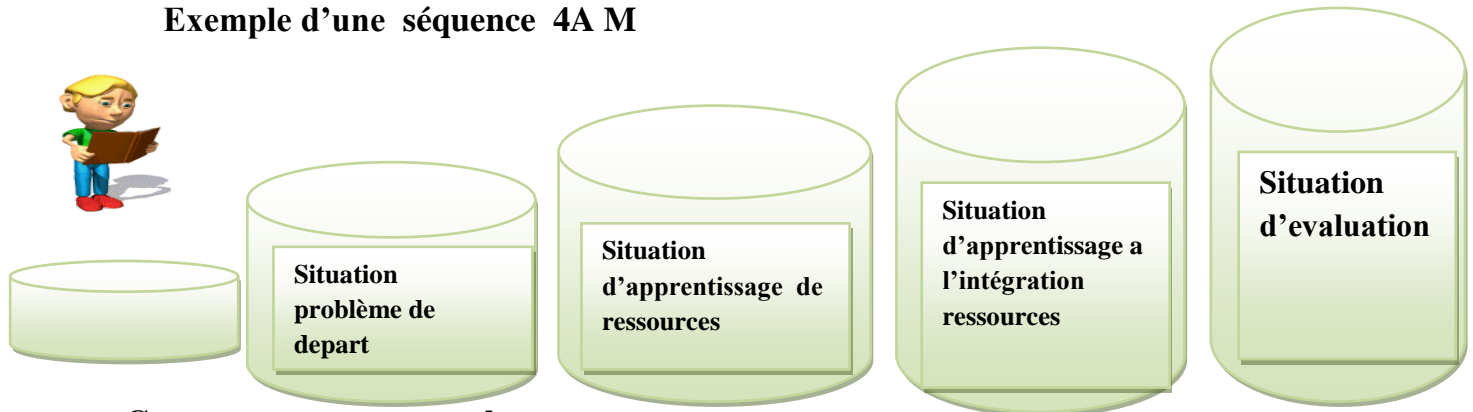 Exemple d'une séquence 4A M
Situation
problème de
depart
Situation
d'apprentissage de
ressources
Situation
d'apprentissage a
l'intégration
ressources
Situation
d'evaluation